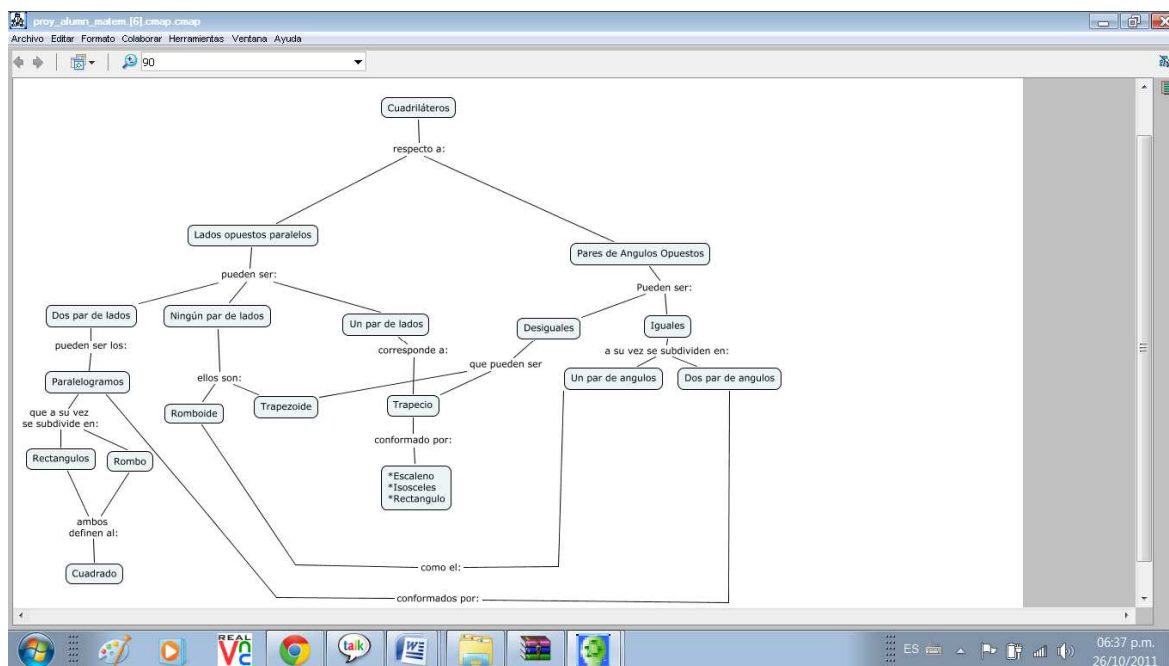 proy_alumn_matem.[6].cmap.cmap
Archivo Editar Formato Colaborar Herramientas Ventana Ayuda
90
Cuadriláteros
respecto a:
Lados opuestos paralelos
Pares de Angulos Opuestos
pueden ser:
Pueden ser:
Dos par de lados
Ningún par de lados
Un par de lados
Desiguales
Iguales
pueden ser los:
corresponde a:
a su vez se subdividen en:
que pueden ser
Paralelogramos
ellos son:
Un par de angulos
Dos par de angulos
Romboide
Trapezoide
Trapecio
que a su vez
se subdivide en:
conformado por:
Rectangulos
Rombo
*Escaleno
*Isosceles
*Rectangulo
ambos
definen al:
como el:
Cuadrado
conformados por:
REAL
VNC
talk
W
ES
06:37 p.m.
26/10/2011